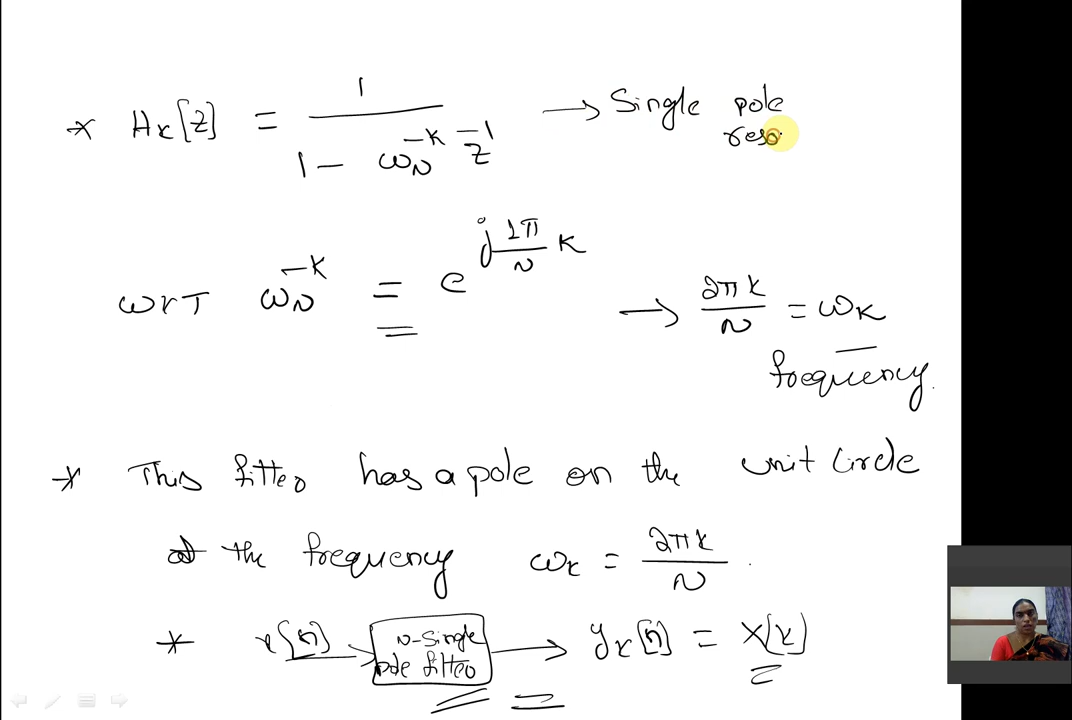 * Hk[z] = 1 / (1 - ωN^-k z^-1) → Single pole
reso
wrT ωN^-k = e^(j 2π/N k) → 2πk/N = ωk
frequency.
* This filter has a pole on the unit circle
at the frequency ωk = 2πk/N .
* x[n] → N-Single pole filter → yk[n] = X[k]